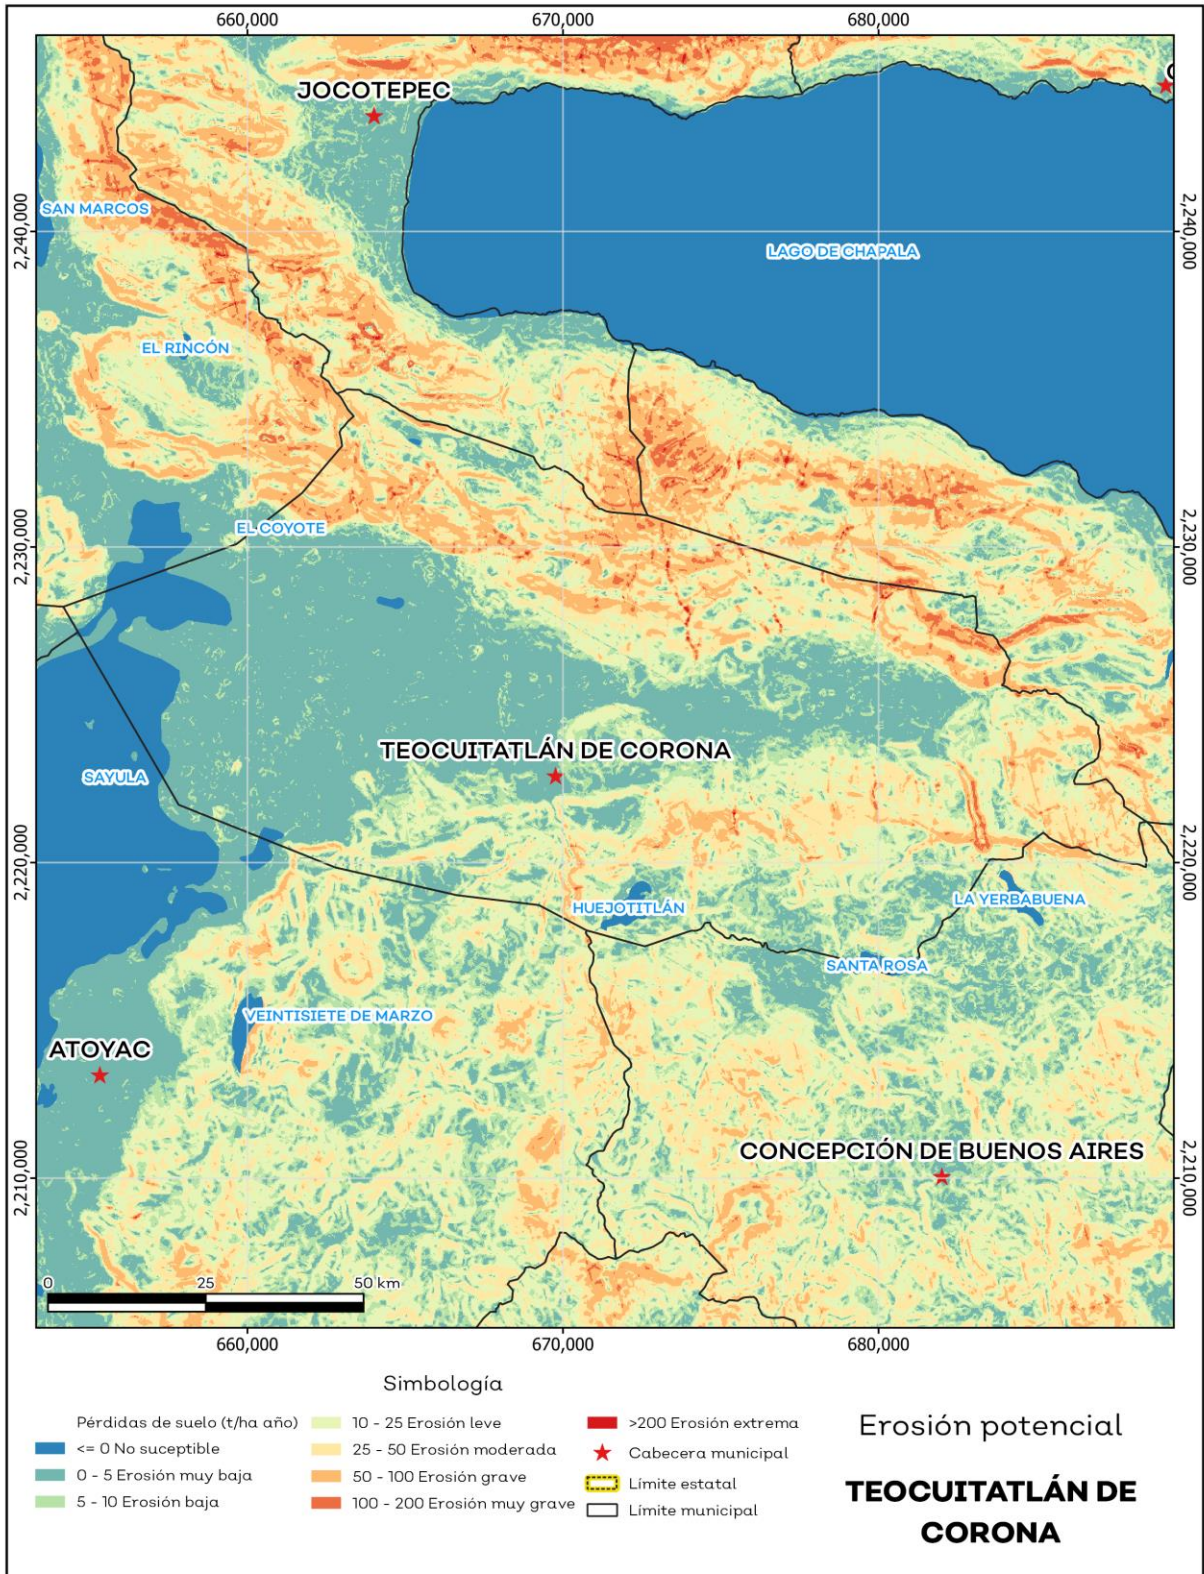 660,000
670,000
680,000
JOCOTEPEC
C
SAN MARCOS
2,240,000
2,240,000
LAGO DE CHAPALA
EL RINCÓN
EL COYOTE
2,230,000
2,230,000
TEOCUITATLÁN DE CORONA
SAYULA
2,220,000
2,220,000
HUEJOTITLÁN
LA YERBABUENA
SANTA ROSA
VEINTISIETE DE MARZO
ATOYAC
CONCEPCIÓN DE BUENOS AIRES
2,210,000
2,210,000
0 25 50 km
660,000
670,000
680,000
Simbología
Pérdidas de suelo (t/ha año)
<= 0 No suceptible
0 - 5 Erosión muy baja
5 - 10 Erosión baja
10 - 25 Erosión leve
25 - 50 Erosión moderada
50 - 100 Erosión grave
100 - 200 Erosión muy grave
>200 Erosión extrema
Cabecera municipal
Límite estatal
Límite municipal
Erosión potencial
TEOCUITATLÁN DE
CORONA